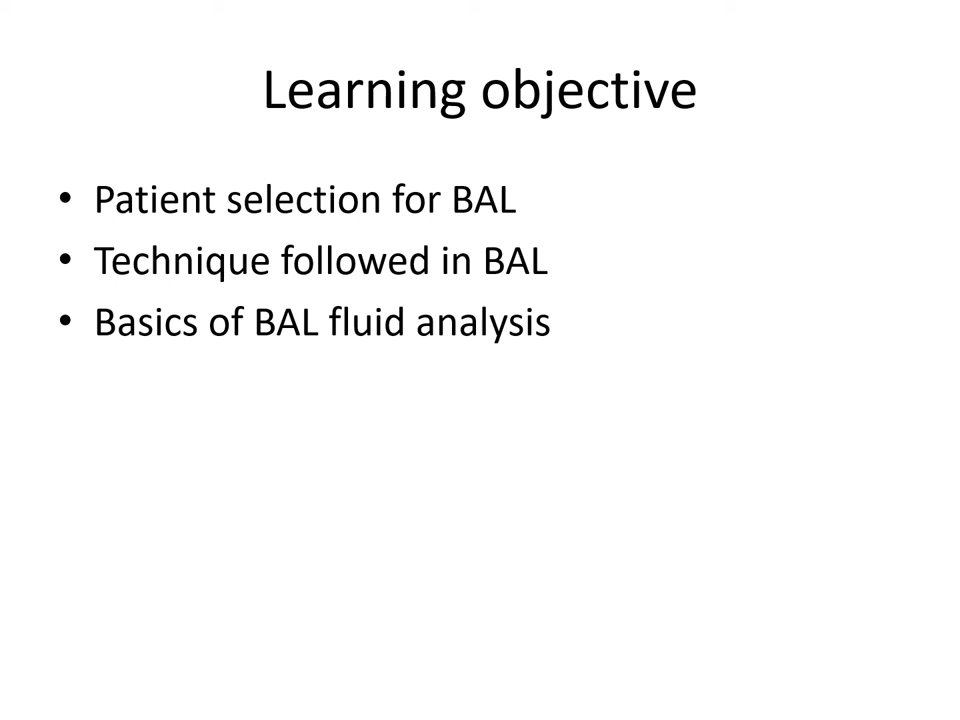 Learning objective
• Patient selection for BAL
• Technique followed in BAL
• Basics of BAL fluid analysis